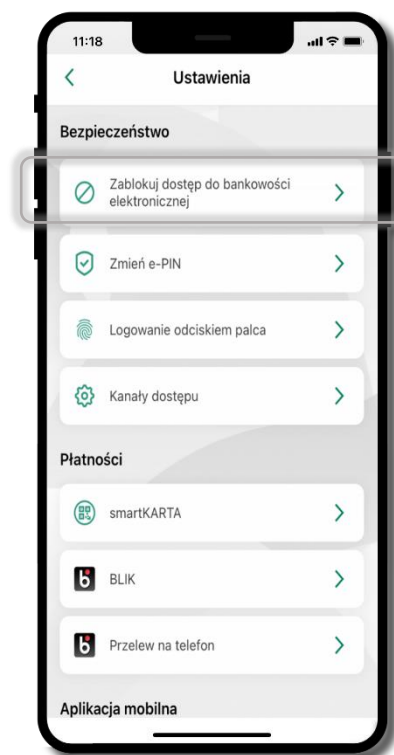 11:18
Ustawienia
Bezpieczeństwo
Zablokuj dostęp do bankowości
elektronicznej
Zmień e-PIN
Logowanie odciskiem palca
Kanały dostępu
Płatności
smartKARTA
BLIK
Przelew na telefon
Aplikacja mobilna